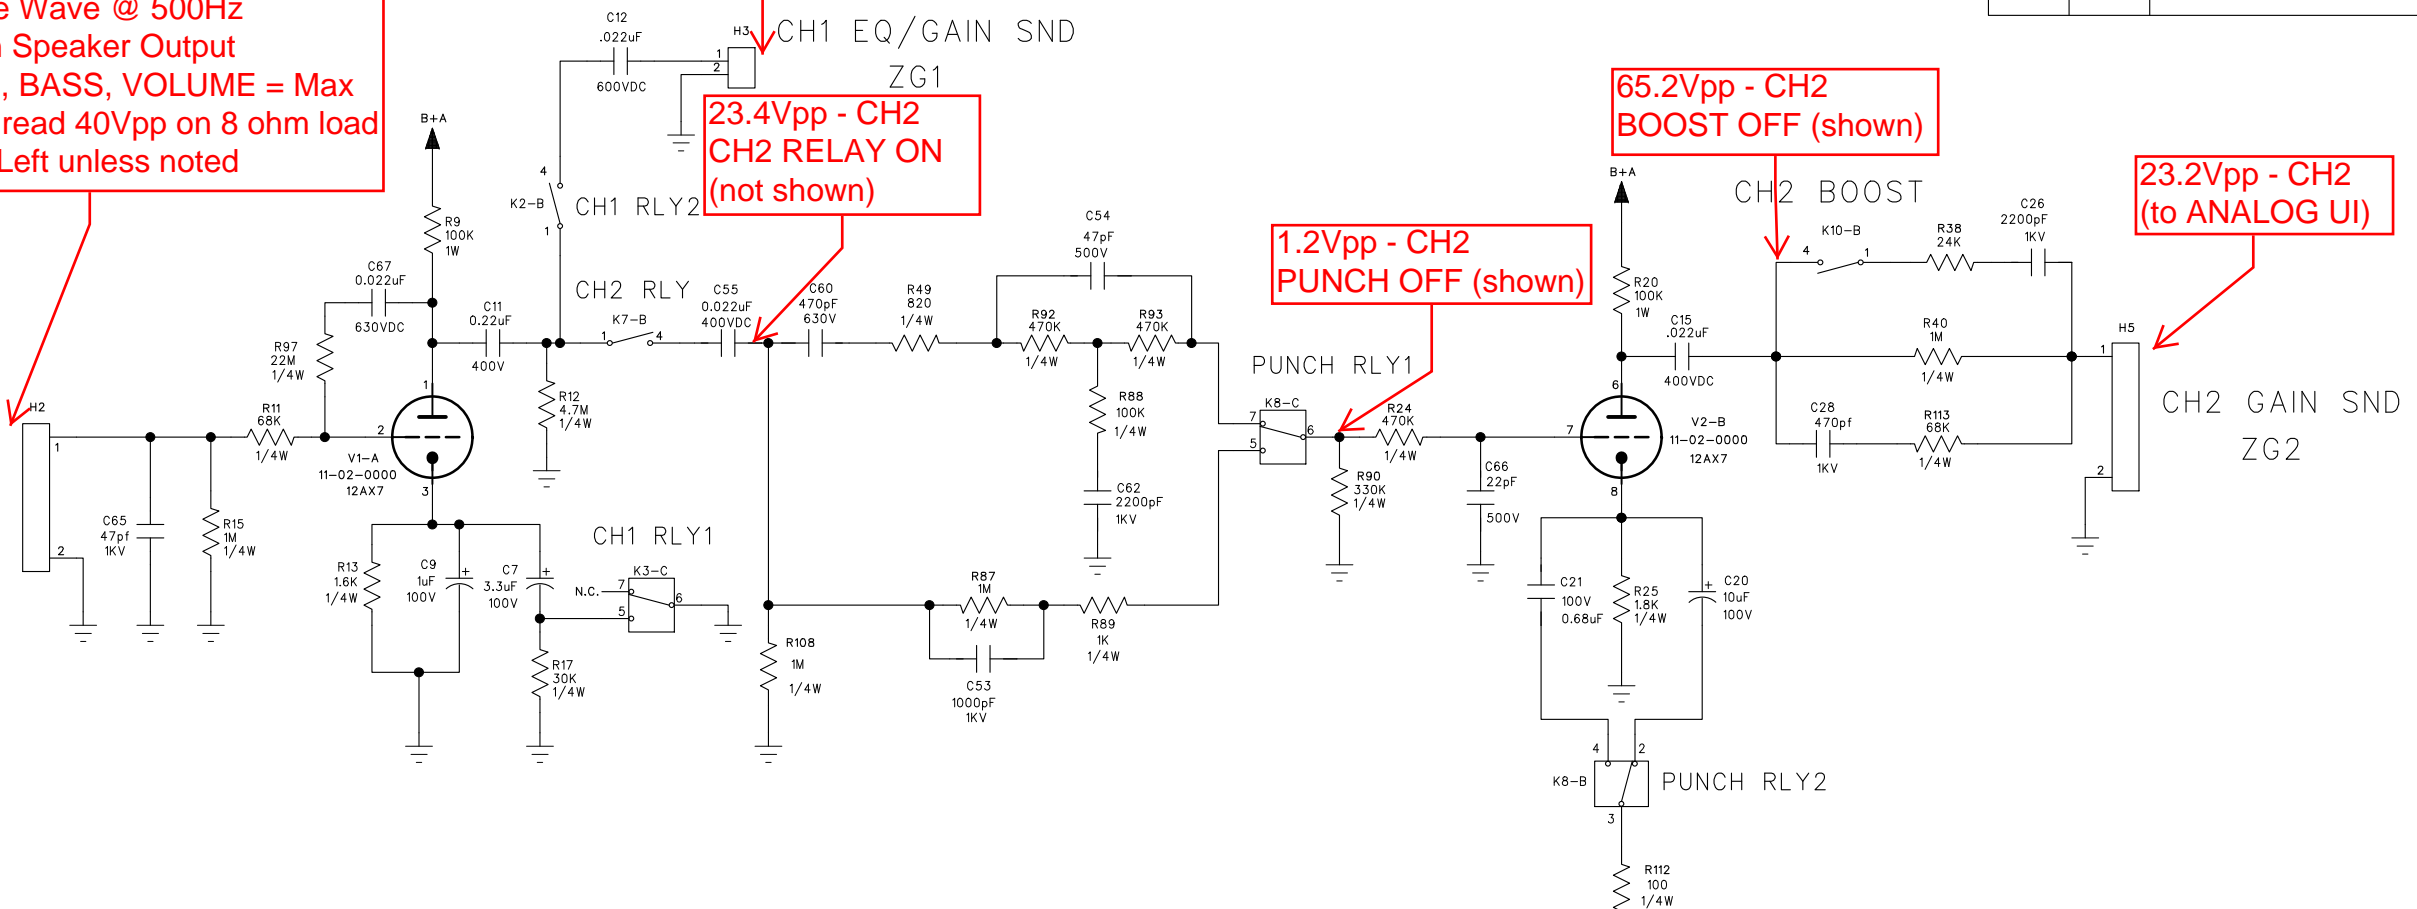 e Wave @ 500Hz
Speaker Output
, BASS, VOLUME = Max
read 40Vpp on 8 ohm load
Left unless noted
C12
.022uF
600VDC
H3
1
2
CH1 EQ/GAIN SND
ZG1
23.4Vpp - CH2
CH2 RELAY ON
(not shown)
65.2Vpp - CH2
BOOST OFF (shown)
23.2Vpp - CH2
(to ANALOG UI)
1.2Vpp - CH2
PUNCH OFF (shown)
B+A
R9
100K
1W
4
K2-B
1
CH1 RLY2
C67
0.022uF
630VDC
R97
22M
1/4W
C11
0.22uF
400V
CH2 RLY
K7-B
1
4
C55
0.022uF
400VDC
C60
470pF
630V
R49
820
1/4W
C54
47pF
500V
R92
470K
1/4W
R93
470K
1/4W
R88
100K
1/4W
C62
2200pF
1KV
R12
4.7M
1/4W
H2
1
2
R11
68K
1/4W
1
2
3
V1-A
11-02-0000
12AX7
C65
47pf
1KV
R15
1M
1/4W
R13
1.6K
1/4W
C9
1uF
100V
+
C7
3.3uF
100V
+
CH1 RLY1
K3-C
N.C.
7
5
6
R17
30K
1/4W
R108
1M
1/4W
R87
1M
1/4W
C53
1000pF
1KV
R89
1K
1/4W
PUNCH RLY1
K8-C
7
5
6
R24
470K
1/4W
R90
330K
1/4W
C66
22pF
500V
B+A
R20
100K
1W
C15
.022uF
400VDC
6
7
8
V2-B
11-02-0000
12AX7
CH2 BOOST
K10-B
4
1
R38
24K
C26
2200pF
1KV
R40
1M
1/4W
C28
470pf
1KV
R113
68K
1/4W
H5
1
2
CH2 GAIN SND
ZG2
C21
100V
0.68uF
R25
1.8K
1/4W
+
C20
10uF
100V
4
2
K8-B
3
PUNCH RLY2
R112
100
1/4W